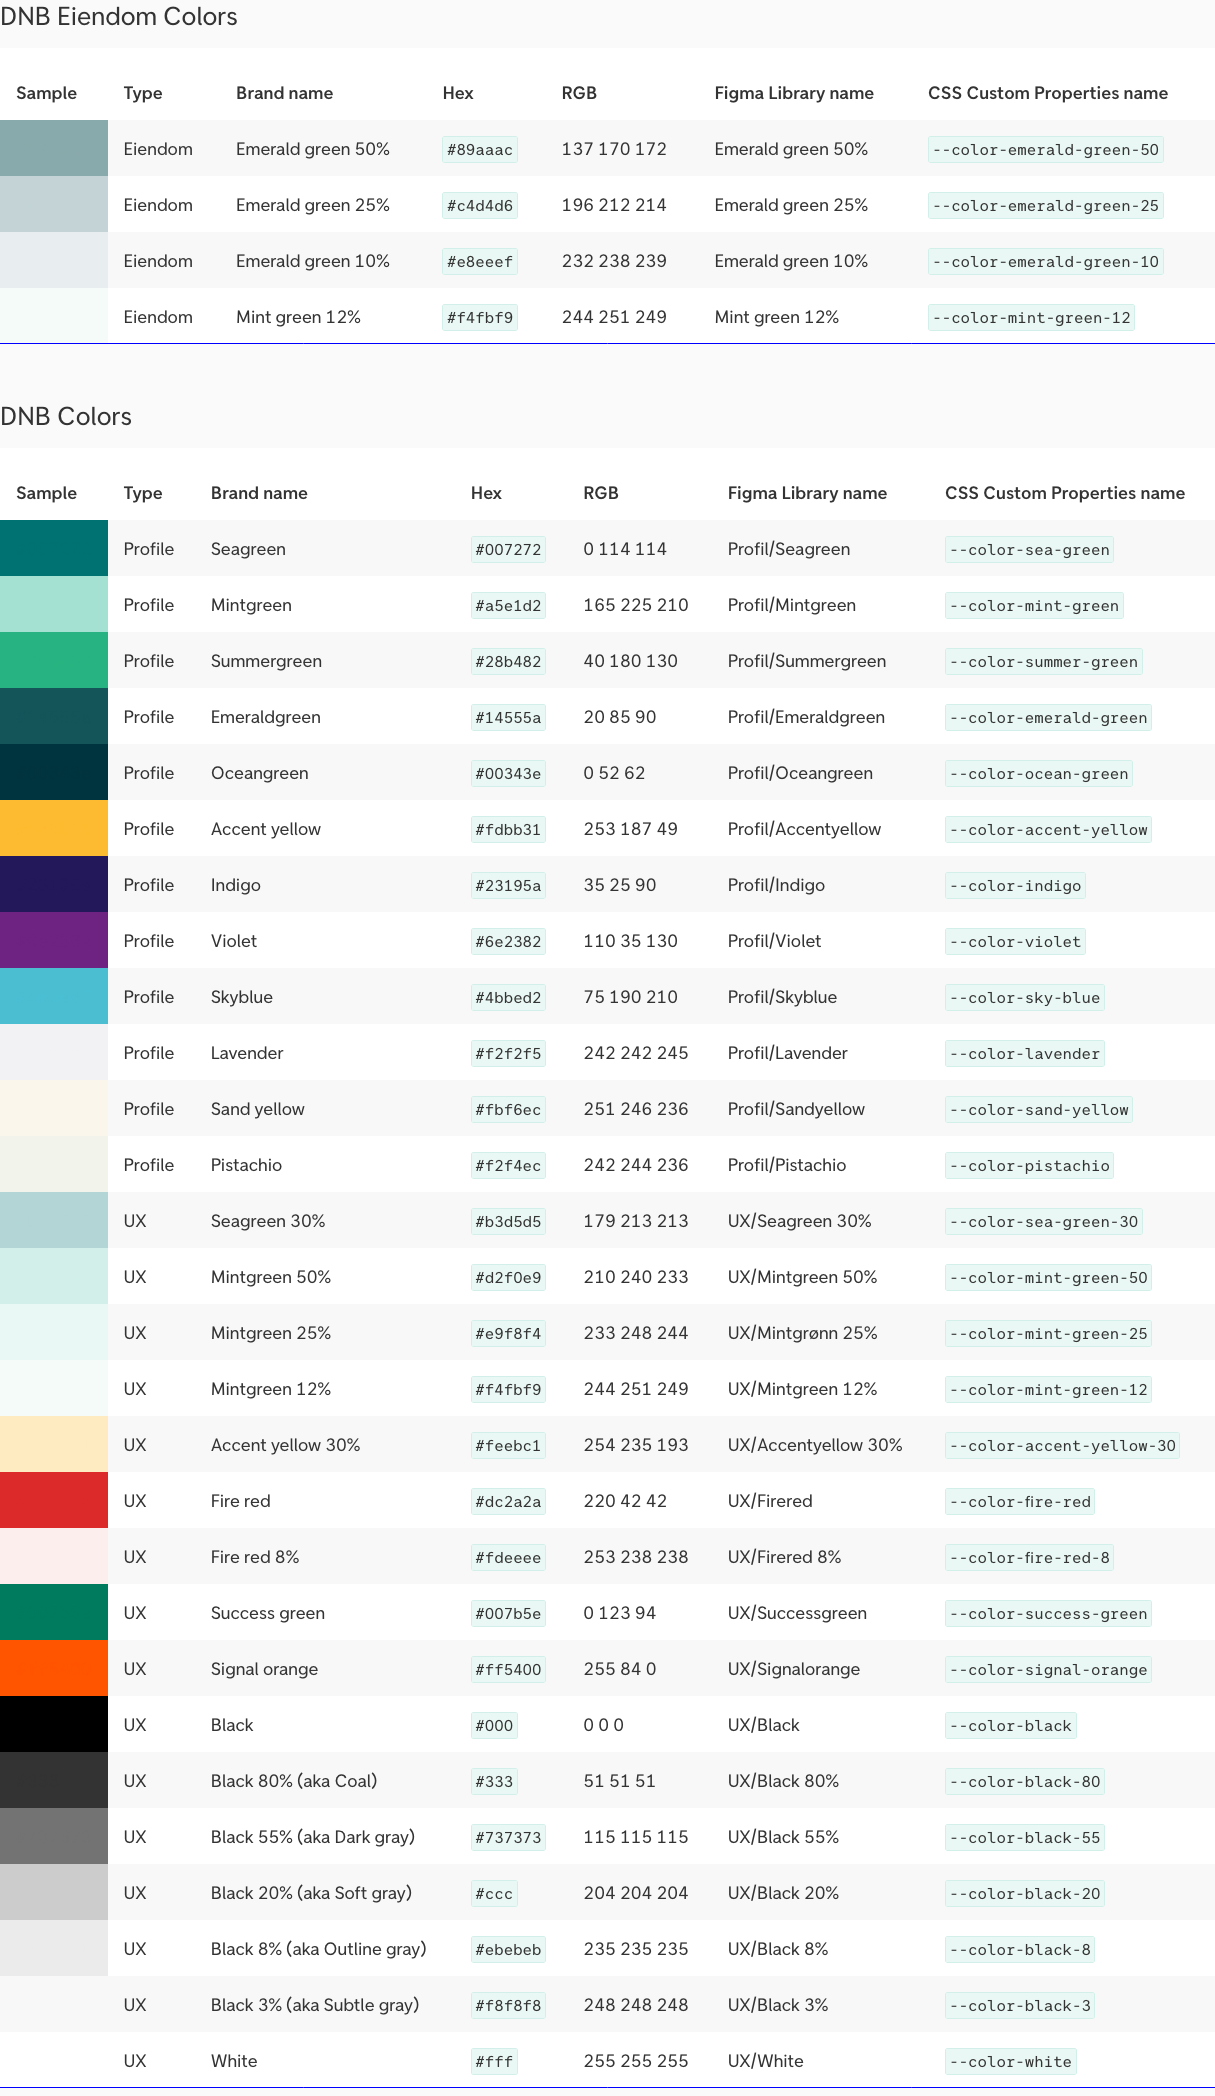 DNB Eiendom Colors
Sample Type Brand name Hex RGB Figma Library name CSS Custom Properties name
Eiendom Emerald green 50% #89aaac 137 170 172 Emerald green 50% --color-emerald-green-50
Eiendom Emerald green 25% #c4d4d6 196 212 214 Emerald green 25% --color-emerald-green-25
Eiendom Emerald green 10% #e8eeef 232 238 239 Emerald green 10% --color-emerald-green-10
Eiendom Mint green 12% #f4fbf9 244 251 249 Mint green 12% --color-mint-green-12
DNB Colors
Sample Type Brand name Hex RGB Figma Library name CSS Custom Properties name
Profile Seagreen #007272 0 114 114 Profil/Seagreen --color-sea-green
Profile Mintgreen #a5e1d2 165 225 210 Profil/Mintgreen --color-mint-green
Profile Summergreen #28b482 40 180 130 Profil/Summergreen --color-summer-green
Profile Emeraldgreen #14555a 20 85 90 Profil/Emeraldgreen --color-emerald-green
Profile Oceangreen #00343e 0 52 62 Profil/Oceangreen --color-ocean-green
Profile Accent yellow #fdbb31 253 187 49 Profil/Accentyellow --color-accent-yellow
Profile Indigo #23195a 35 25 90 Profil/Indigo --color-indigo
Profile Violet #6e2382 110 35 130 Profil/Violet --color-violet
Profile Skyblue #4bbed2 75 190 210 Profil/Skyblue --color-sky-blue
Profile Lavender #f2f2f5 242 242 245 Profil/Lavender --color-lavender
Profile Sand yellow #fbf6ec 251 246 236 Profil/Sandyellow --color-sand-yellow
Profile Pistachio #f2f4ec 242 244 236 Profil/Pistachio --color-pistachio
UX Seagreen 30% #b3d5d5 179 213 213 UX/Seagreen 30% --color-sea-green-30
UX Mintgreen 50% #d2f0e9 210 240 233 UX/Mintgreen 50% --color-mint-green-50
UX Mintgreen 25% #e9f8f4 233 248 244 UX/Mintgrønn 25% --color-mint-green-25
UX Mintgreen 12% #f4fbf9 244 251 249 UX/Mintgreen 12% --color-mint-green-12
UX Accent yellow 30% #feebc1 254 235 193 UX/Accentyellow 30% --color-accent-yellow-30
UX Fire red #dc2a2a 220 42 42 UX/Firered --color-fire-red
UX Fire red 8% #fdeeee 253 238 238 UX/Firered 8% --color-fire-red-8
UX Success green #007b5e 0 123 94 UX/Successgreen --color-success-green
UX Signal orange #ff5400 255 84 0 UX/Signalorange --color-signal-orange
UX Black #000 0 0 0 UX/Black --color-black
UX Black 80% (aka Coal) #333 51 51 51 UX/Black 80% --color-black-80
UX Black 55% (aka Dark gray) #737373 115 115 115 UX/Black 55% --color-black-55
UX Black 20% (aka Soft gray) #ccc 204 204 204 UX/Black 20% --color-black-20
UX Black 8% (aka Outline gray) #ebebeb 235 235 235 UX/Black 8% --color-black-8
UX Black 3% (aka Subtle gray) #f8f8f8 248 248 248 UX/Black 3% --color-black-3
UX White #fff 255 255 255 UX/White --color-white